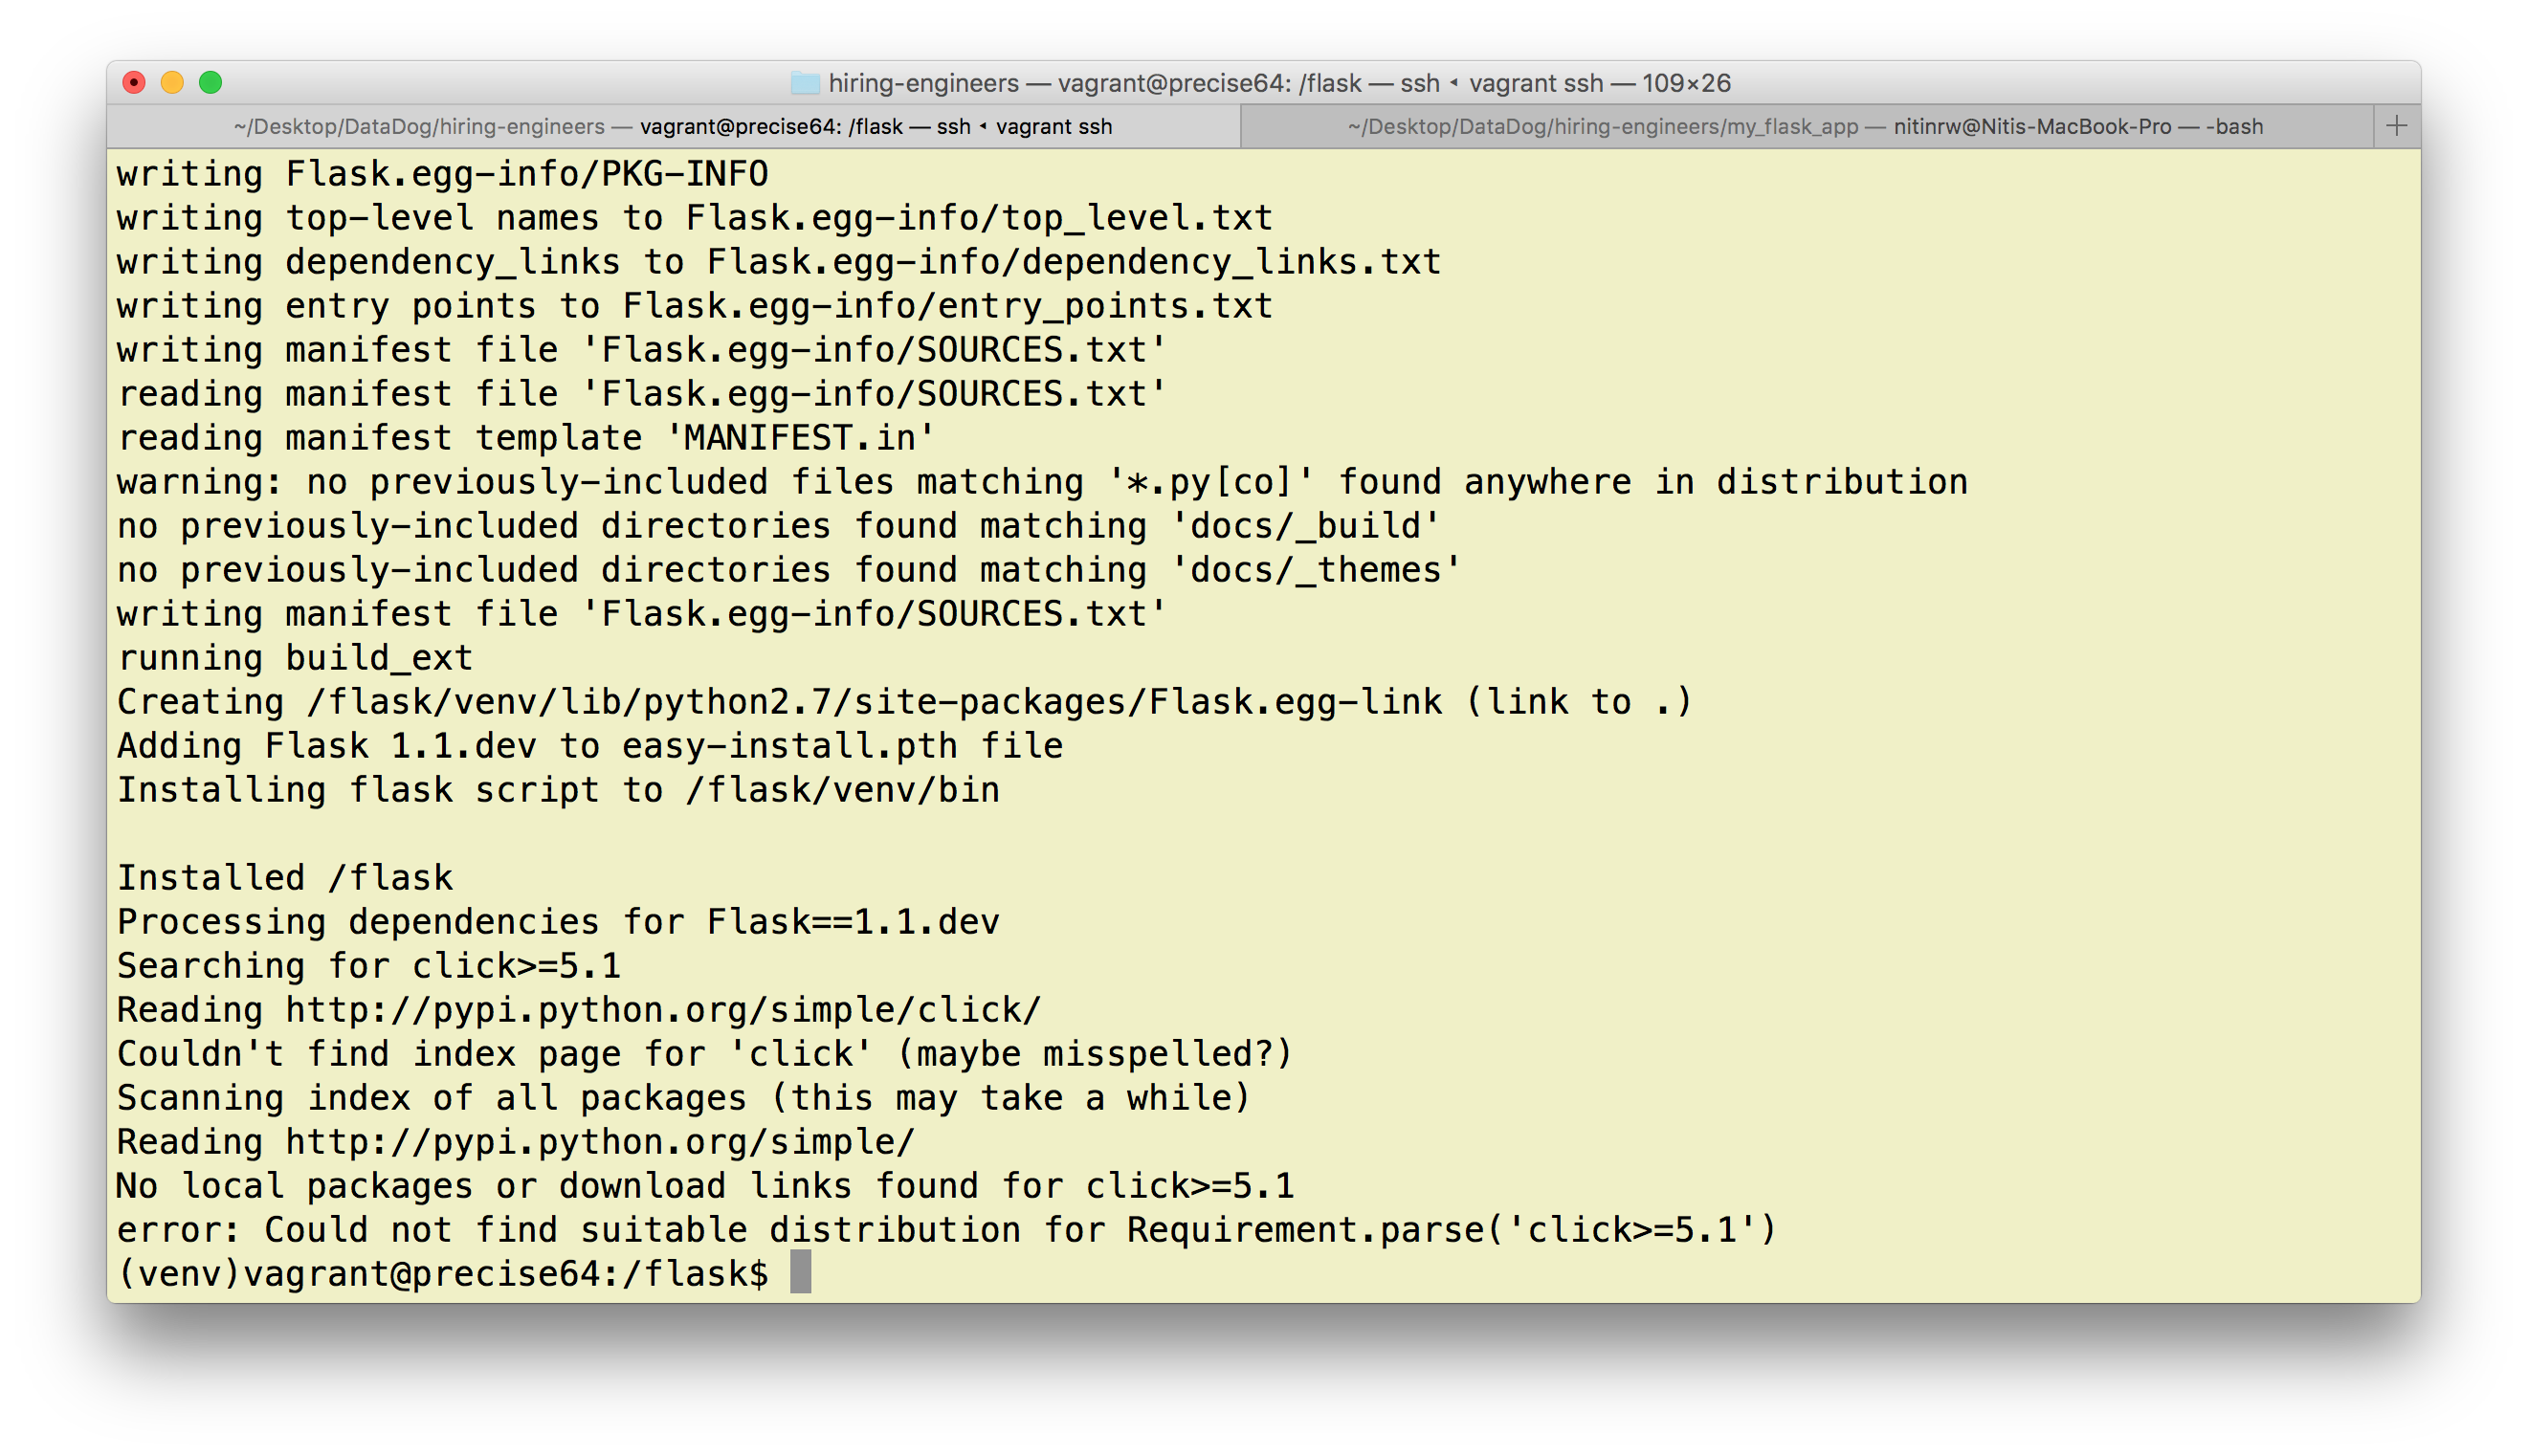 hiring-engineers — vagrant@precise64: /flask — ssh ◂ vagrant ssh — 109×26
~/Desktop/DataDog/hiring-engineers — vagrant@precise64: /flask — ssh ◂ vagrant ssh
~/Desktop/DataDog/hiring-engineers/my_flask_app — nitinrw@Nitis-MacBook-Pro — -bash
writing Flask.egg-info/PKG-INFO
writing top-level names to Flask.egg-info/top_level.txt
writing dependency_links to Flask.egg-info/dependency_links.txt
writing entry points to Flask.egg-info/entry_points.txt
writing manifest file 'Flask.egg-info/SOURCES.txt'
reading manifest file 'Flask.egg-info/SOURCES.txt'
reading manifest template 'MANIFEST.in'
warning: no previously-included files matching '*.py[co]' found anywhere in distribution
no previously-included directories found matching 'docs/_build'
no previously-included directories found matching 'docs/_themes'
writing manifest file 'Flask.egg-info/SOURCES.txt'
running build_ext
Creating /flask/venv/lib/python2.7/site-packages/Flask.egg-link (link to .)
Adding Flask 1.1.dev to easy-install.pth file
Installing flask script to /flask/venv/bin
Installed /flask
Processing dependencies for Flask==1.1.dev
Searching for click>=5.1
Reading http://pypi.python.org/simple/click/
Couldn't find index page for 'click' (maybe misspelled?)
Scanning index of all packages (this may take a while)
Reading http://pypi.python.org/simple/
No local packages or download links found for click>=5.1
error: Could not find suitable distribution for Requirement.parse('click>=5.1')
(venv)vagrant@precise64:/flask$